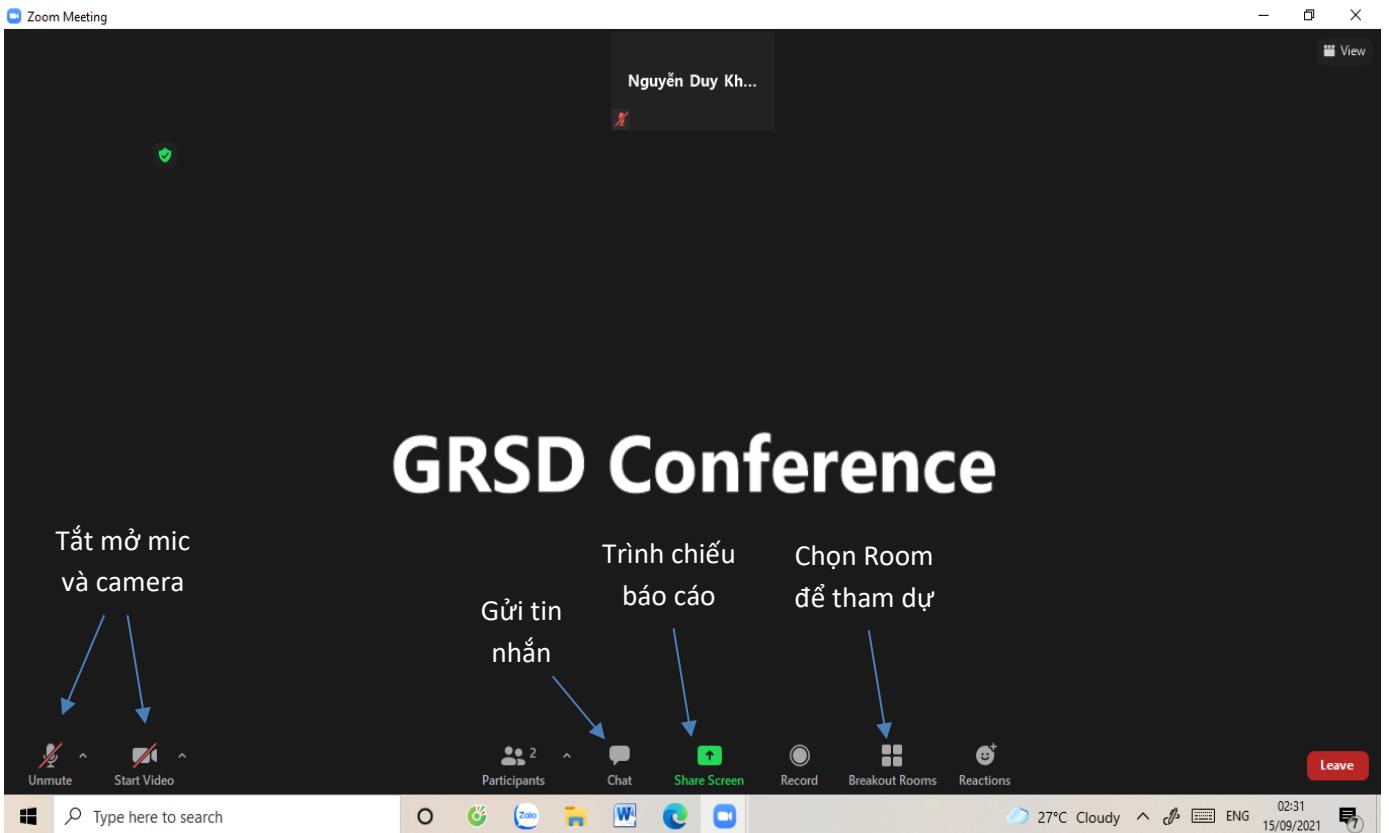 Zoom Meeting
View
Nguyễn Duy Kh...
GRSD Conference
Tắt mở mic
và camera
Gửi tin
nhắn
Trình chiếu
báo cáo
Chọn Room
để tham dự
2
Unmute
Start Video
Participants
Chat
Share Screen
Record
Breakout Rooms
Reactions
Leave
Type here to search
Zalo
W
27°C Cloudy
ENG
02:31
15/09/2021
7